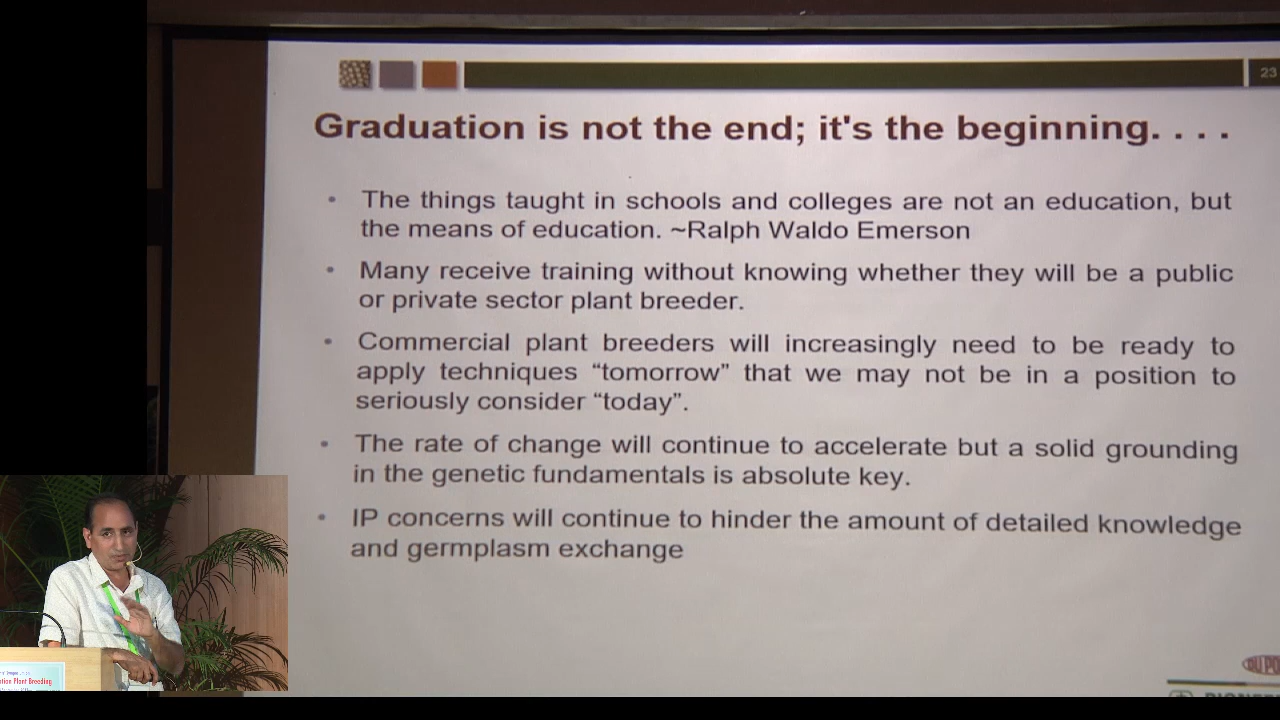 23
Graduation is not the end; it's the beginning. . . .
• The things taught in schools and colleges are not an education, but
the means of education. ~Ralph Waldo Emerson
• Many receive training without knowing whether they will be a public
or private sector plant breeder.
• Commercial plant breeders will increasingly need to be ready to
apply techniques “tomorrow” that we may not be in a position to
seriously consider “today”.
• The rate of change will continue to accelerate but a solid grounding
in the genetic fundamentals is absolute key.
• IP concerns will continue to hinder the amount of detailed knowledge
and germplasm exchange
Plant Breeding